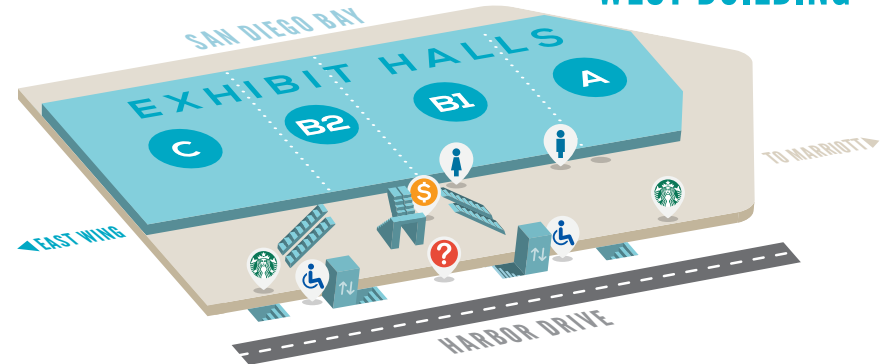 WEST BUILDING
SAN DIEGO BAY
EXHIBIT HALLS
C
B2
B1
A
$
?
TO MARRIOTT
EAST WING
HARBOR DRIVE